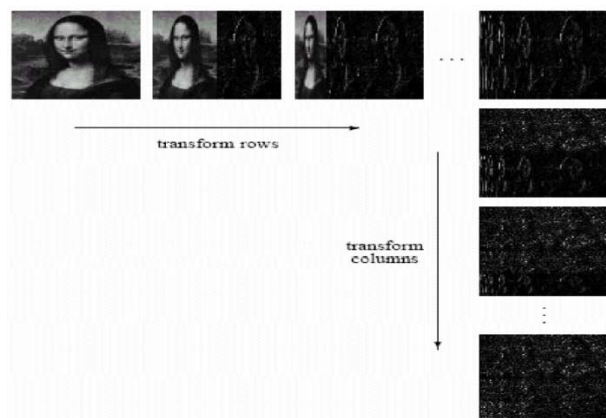 . . .
transform rows
transform
columns